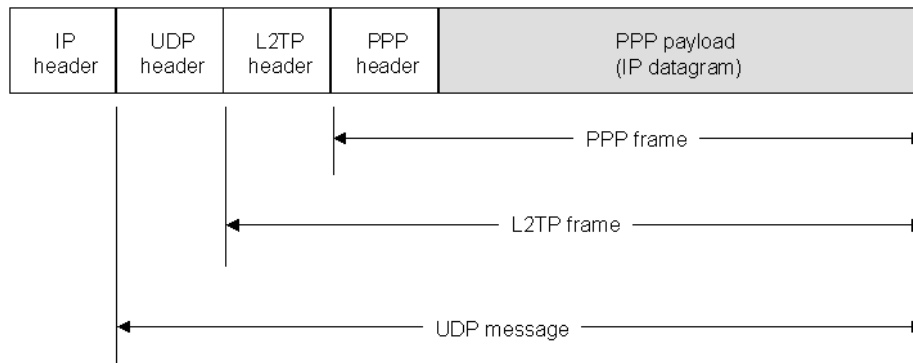 IP
header
UDP
header
L2TP
header
PPP
header
PPP payload
(IP datagram)
PPP frame
L2TP frame
UDP message